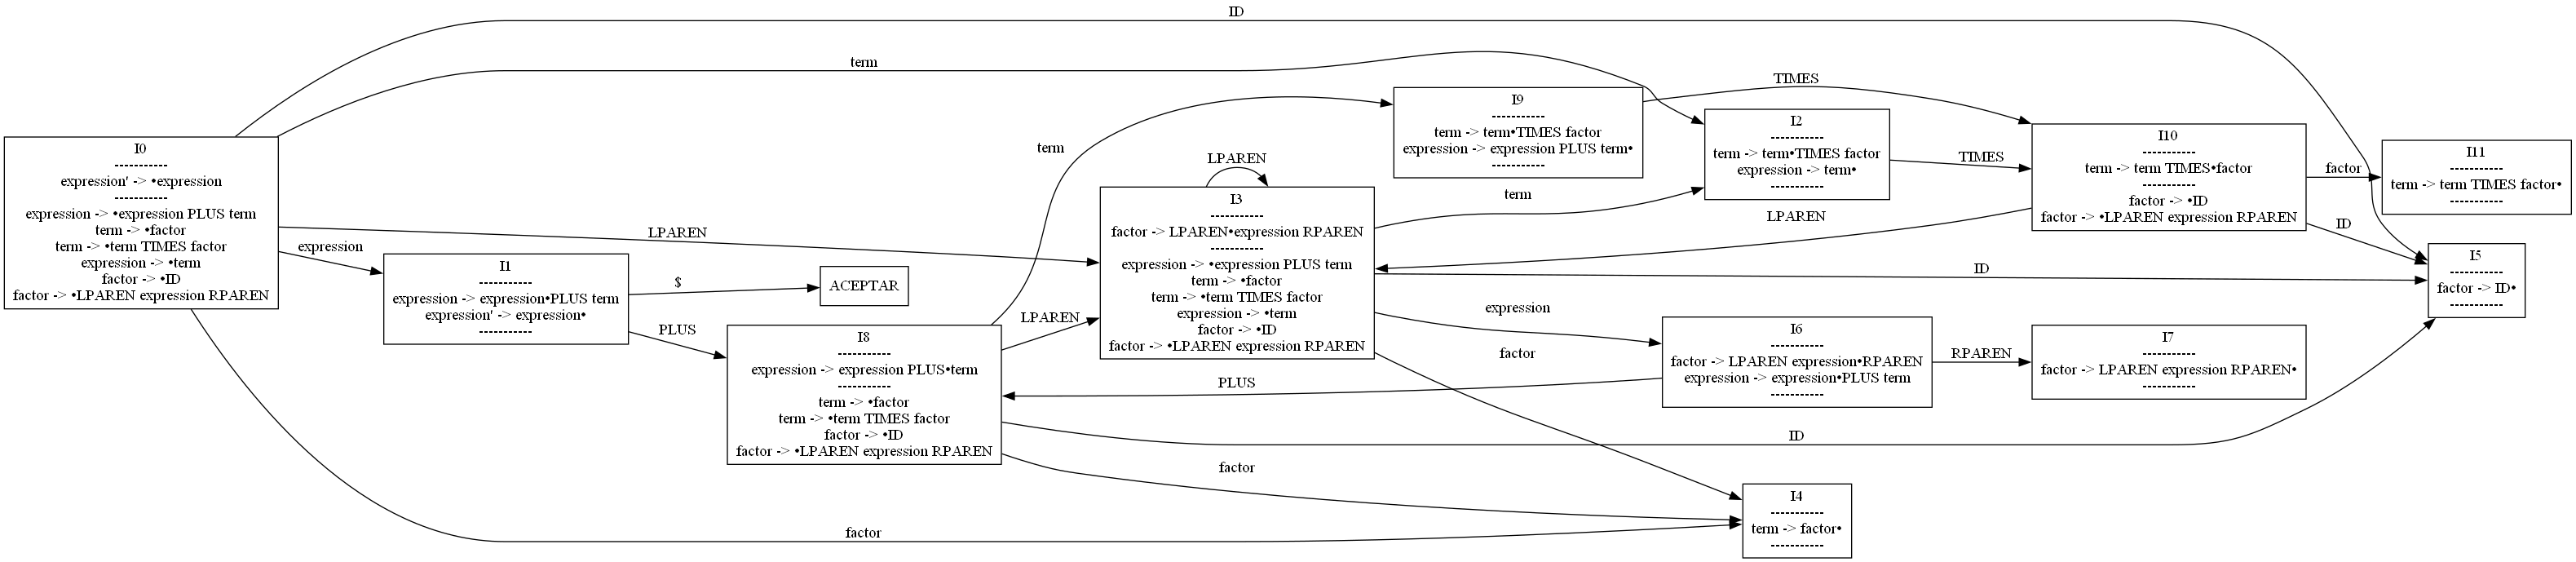 ID
term
TIMES
I9
-----------
term -> term•TIMES factor
expression -> expression PLUS term•
-----------
I2
-----------
term -> term•TIMES factor
expression -> term•
-----------
I10
-----------
term -> term TIMES•factor
-----------
factor -> •ID
factor -> •LPAREN expression RPAREN
I11
-----------
term -> term TIMES factor•
-----------
I0
-----------
expression' -> •expression
-----------
expression -> •expression PLUS term
term -> •factor
term -> •term TIMES factor
expression -> •term
factor -> •ID
factor -> •LPAREN expression RPAREN
term
LPAREN
TIMES
factor
I3
-----------
factor -> LPAREN•expression RPAREN
-----------
expression -> •expression PLUS term
term -> •factor
term -> •term TIMES factor
expression -> •term
factor -> •ID
factor -> •LPAREN expression RPAREN
term
LPAREN
ID
LPAREN
expression
I1
-----------
expression -> expression•PLUS term
expression' -> expression•
-----------
$
ACEPTAR
ID
I5
-----------
factor -> ID•
-----------
PLUS
LPAREN
expression
I8
-----------
expression -> expression PLUS•term
-----------
term -> •factor
term -> •term TIMES factor
factor -> •ID
factor -> •LPAREN expression RPAREN
I6
-----------
factor -> LPAREN expression•RPAREN
expression -> expression•PLUS term
-----------
RPAREN
I7
-----------
factor -> LPAREN expression RPAREN•
-----------
factor
PLUS
ID
factor
I4
-----------
term -> factor•
-----------
factor